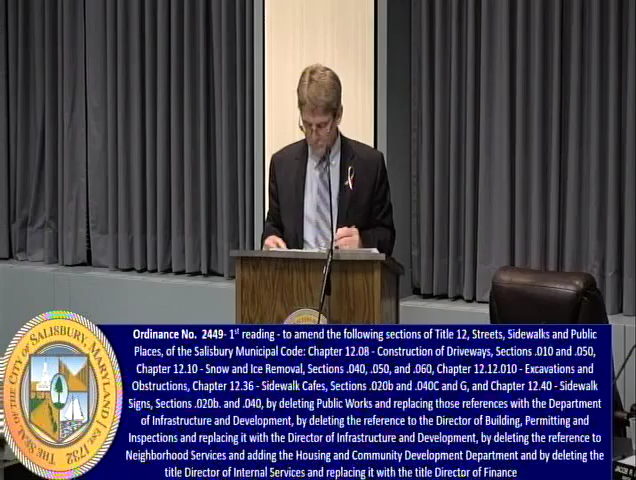 Ordinance No. 2449- 1st reading - to amend the following sections of Title 12, Streets, Sidewalks and Public
Places, of the Salisbury Municipal Code: Chapter 12.08 - Construction of Driveways, Sections .010 and .050,
Chapter 12.10 - Snow and Ice Removal, Sections .040, .050, and .060, Chapter 12.12.010 - Excavations and
Obstructions, Chapter 12.36 - Sidewalk Cafes, Sections .020b and .040C and G, and Chapter 12.40 - Sidewalk
Signs, Sections .020b. and .040, by deleting Public Works and replacing those references with the Department
of Infrastructure and Development, by deleting the reference to the Director of Building, Permitting and
Inspections and replacing it with the Director of Infrastructure and Development, by deleting the reference to
Neighborhood Services and adding the Housing and Community Development Department and by deleting the
title Director of Internal Services and replacing it with the title Director of Finance
THE SEAL OF THE CITY OF SALISBURY, MARYLAND Est. 1732
JACOB R.